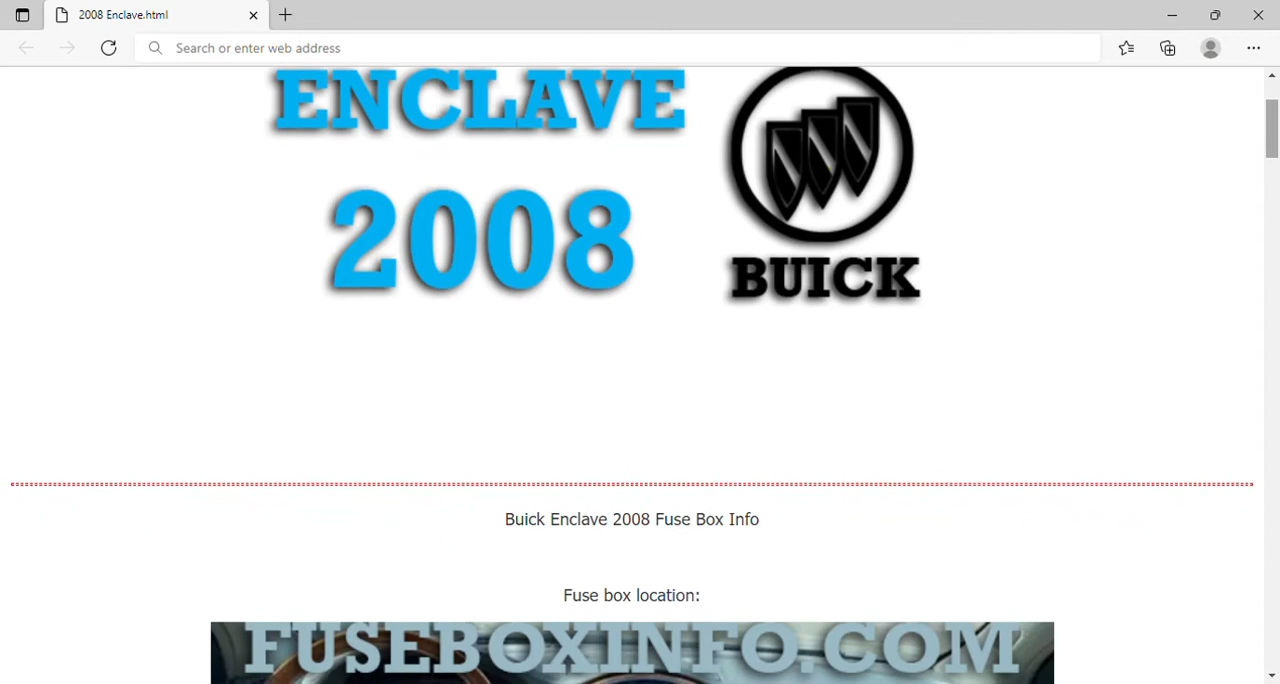 2008 Enclave.html
Search or enter web address
ENCLAVE
2008
BUICK
Buick Enclave 2008 Fuse Box Info
Fuse box location:
FUSEBOXINFO.COM